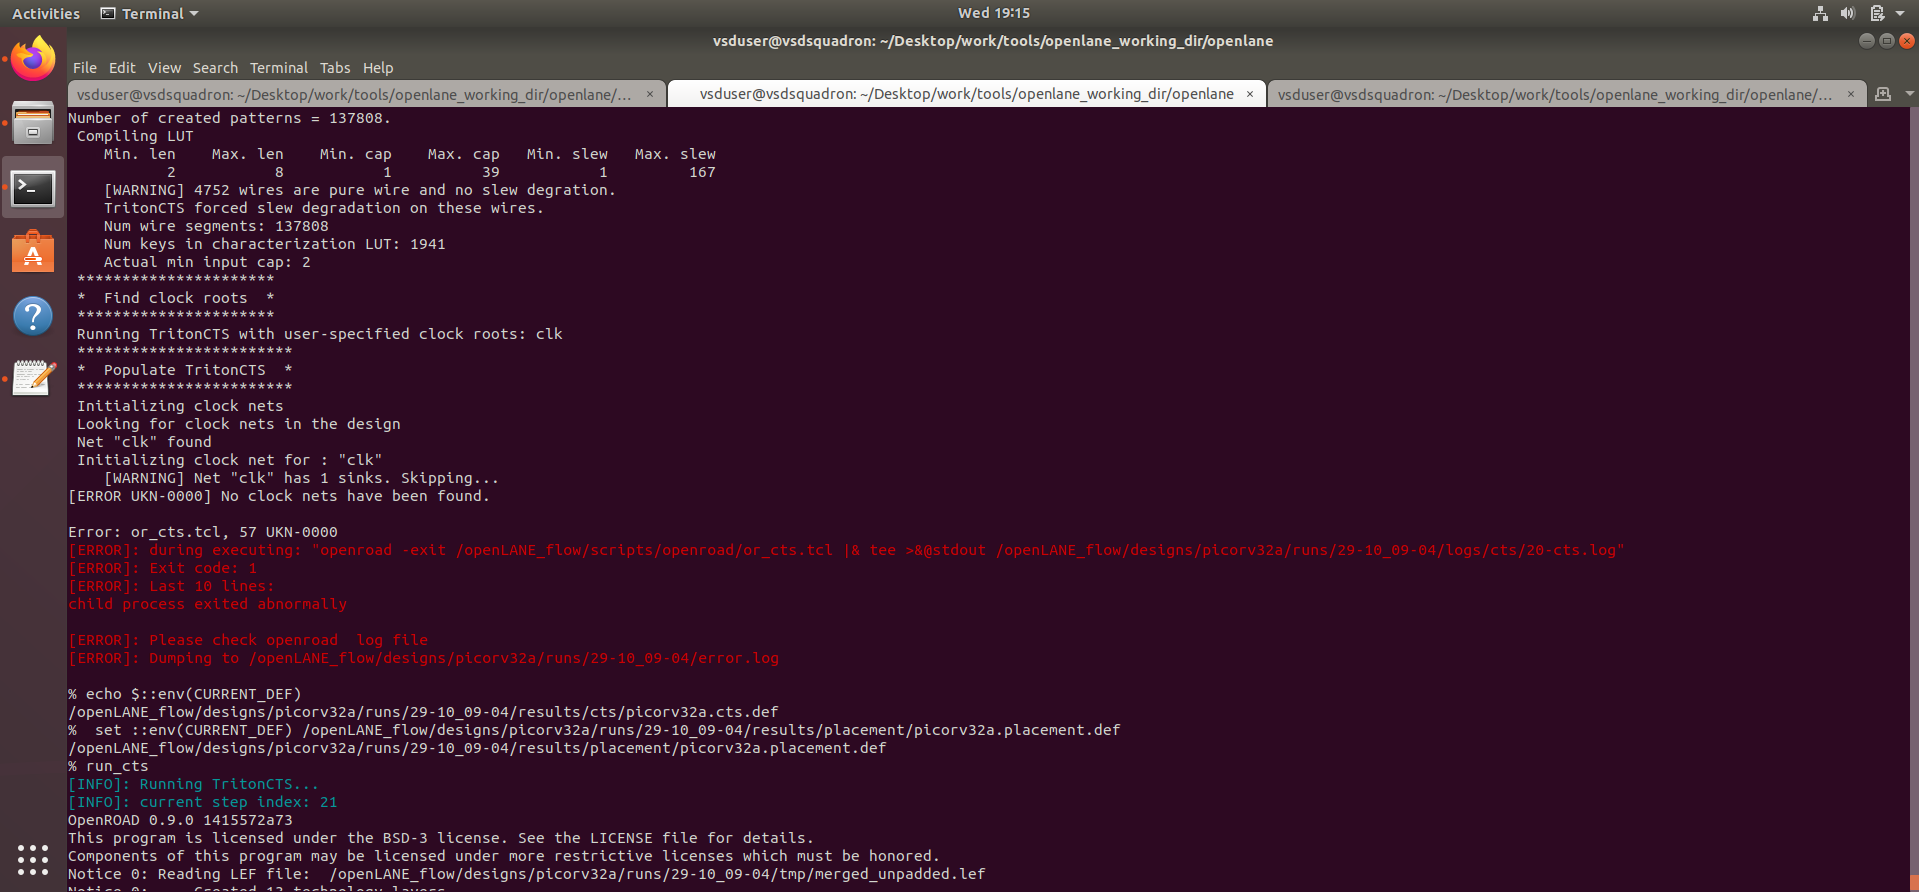 Activities Terminal Wed 19:15
vsduser@vsdsquadron: ~/Desktop/work/tools/openlane_working_dir/openlane
File Edit View Search Terminal Tabs Help
vsduser@vsdsquadron: ~/Desktop/work/tools/openlane_working_dir/openlane/... × vsduser@vsdsquadron: ~/Desktop/work/tools/openlane_working_dir/openlane × vsduser@vsdsquadron: ~/Desktop/work/tools/openlane_working_dir/openlane/... ×
Number of created patterns = 137808.
Compiling LUT
Min. len Max. len Min. cap Max. cap Min. slew Max. slew
2 8 1 39 1 167
[WARNING] 4752 wires are pure wire and no slew degration.
TritonCTS forced slew degradation on these wires.
Num wire segments: 137808
Num keys in characterization LUT: 1941
Actual min input cap: 2
**********************
* Find clock roots *
**********************
Running TritonCTS with user-specified clock roots: clk
************************
* Populate TritonCTS *
************************
Initializing clock nets
Looking for clock nets in the design
Net "clk" found
Initializing clock net for : "clk"
[WARNING] Net "clk" has 1 sinks. Skipping...
[ERROR UKN-0000] No clock nets have been found.
Error: or_cts.tcl, 57 UKN-0000
[ERROR]: during executing: "openroad -exit /openLANE_flow/scripts/openroad/or_cts.tcl |& tee >&@stdout /openLANE_flow/designs/picorv32a/runs/29-10_09-04/logs/cts/20-cts.log"
[ERROR]: Exit code: 1
[ERROR]: Last 10 lines:
child process exited abnormally
[ERROR]: Please check openroad  log file
[ERROR]: Dumping to /openLANE_flow/designs/picorv32a/runs/29-10_09-04/error.log
% echo $::env(CURRENT_DEF)
/openLANE_flow/designs/picorv32a/runs/29-10_09-04/results/cts/picorv32a.cts.def
%  set ::env(CURRENT_DEF) /openLANE_flow/designs/picorv32a/runs/29-10_09-04/results/placement/picorv32a.placement.def
/openLANE_flow/designs/picorv32a/runs/29-10_09-04/results/placement/picorv32a.placement.def
% run_cts
[INFO]: Running TritonCTS...
[INFO]: current step index: 21
OpenROAD 0.9.0 1415572a73
This program is licensed under the BSD-3 license. See the LICENSE file for details.
Components of this program may be licensed under more restrictive licenses which must be honored.
Notice 0: Reading LEF file:  /openLANE_flow/designs/picorv32a/runs/29-10_09-04/tmp/merged_unpadded.lef
Notice 0:     Created 13 technology layers